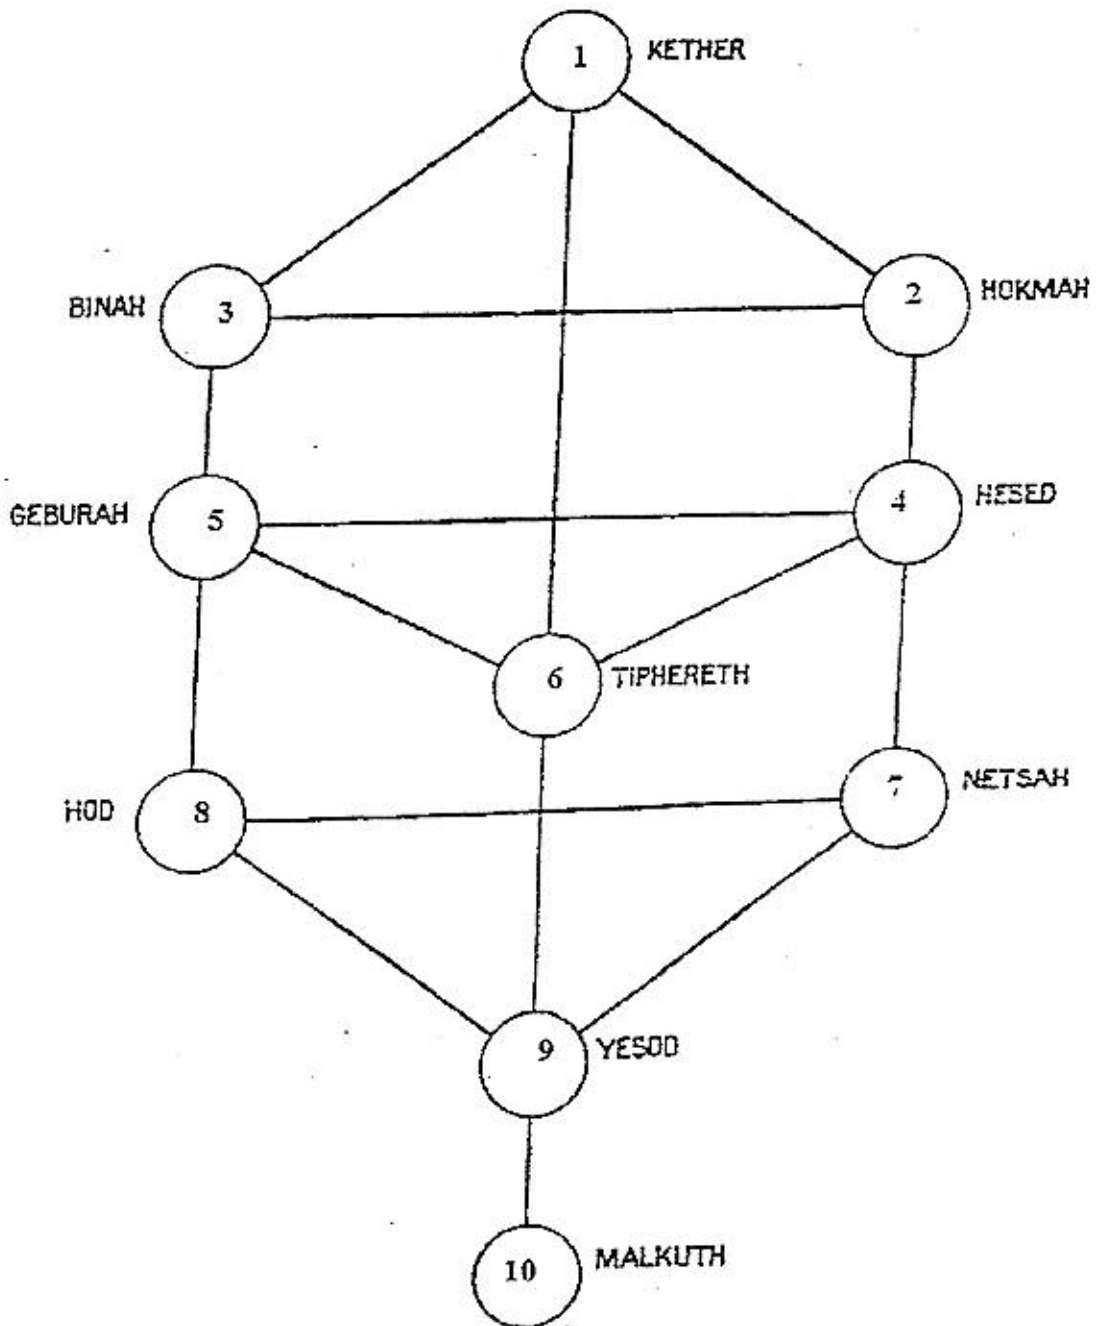 1 KETHER
BINAH 3
2 HOKMAH
GEBURAH 5
4 HESED
6 TIPHERETH
HOD 8
7 NETSAH
9 YESOD
10 MALKUTH